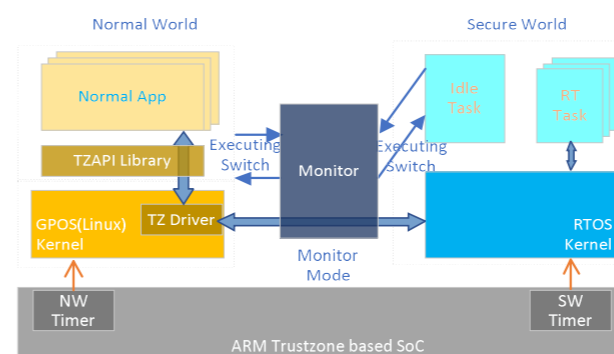 Normal World
Secure World
Normal App
Idle
Task
RT
Task
Executing
Switch
Monitor
Executing
Switch
TZAPI Library
TZ Driver
GPOS(Linux)
Kernel
RTOS
Kernel
Monitor
Mode
NW
Timer
SW
Timer
ARM Trustzone based SoC